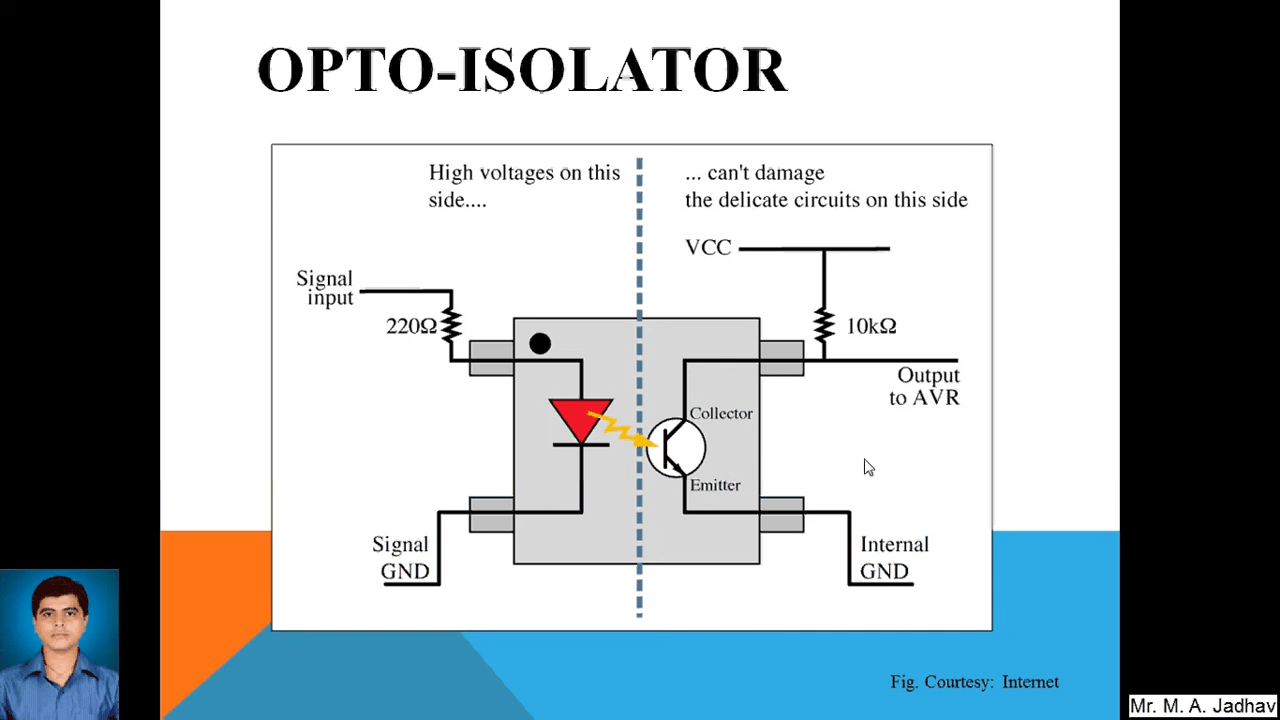 OPTO-ISOLATOR
High voltages on this
side....
... can't damage
the delicate circuits on this side
VCC
Signal
input
220Ω
10kΩ
Output
to AVR
Collector
Emitter
Signal
GND
Internal
GND
Fig. Courtesy: Internet
Mr. M. A. Jadhav